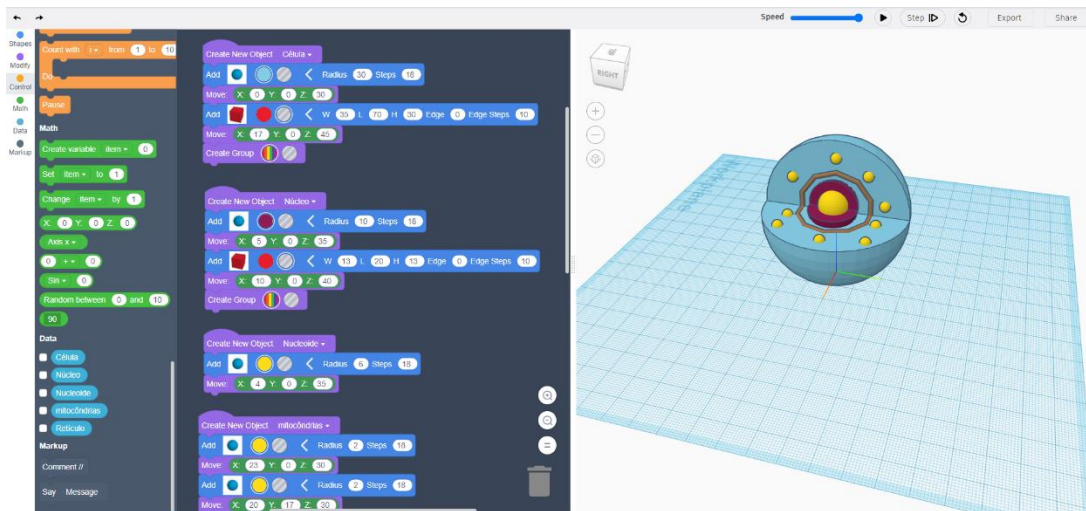 Speed Step Export Share
Shapes
Modify
Control
Math
Data
Markup
Count with i from 1 to 10
Do
Pause
Math
Create variable item 0
Set item to 1
Change item by 1
X: 0 Y: 0 Z: 0
Axis x
0 + 0
Sin 0
Random between 0 and 10
90
Data
Célula
Núcleo
Nucleoide
mitocôndrias
Retículo
Markup
Comment //
Say Message
Create New Object Célula
Add Radius 30 Steps 18
Move: X: 0 Y: 0 Z: 30
Add W 35 L 70 H 30 Edge 0 Edge Steps 10
Move: X: 17 Y: 0 Z: 45
Create Group
Create New Object Núcleo
Add Radius 10 Steps 18
Move: X: 5 Y: 0 Z: 35
Add W 13 L 20 H 13 Edge 0 Edge Steps 10
Move: X: 10 Y: 0 Z: 40
Create Group
Create New Object Nucleoide
Add Radius 6 Steps 18
Move: X: 4 Y: 0 Z: 35
Create New Object mitocôndrias
Add Radius 2 Steps 18
Move: X: 23 Y: 0 Z: 30
Add Radius 2 Steps 18
Move: X: 20 Y: 17 Z: 30
RIGHT